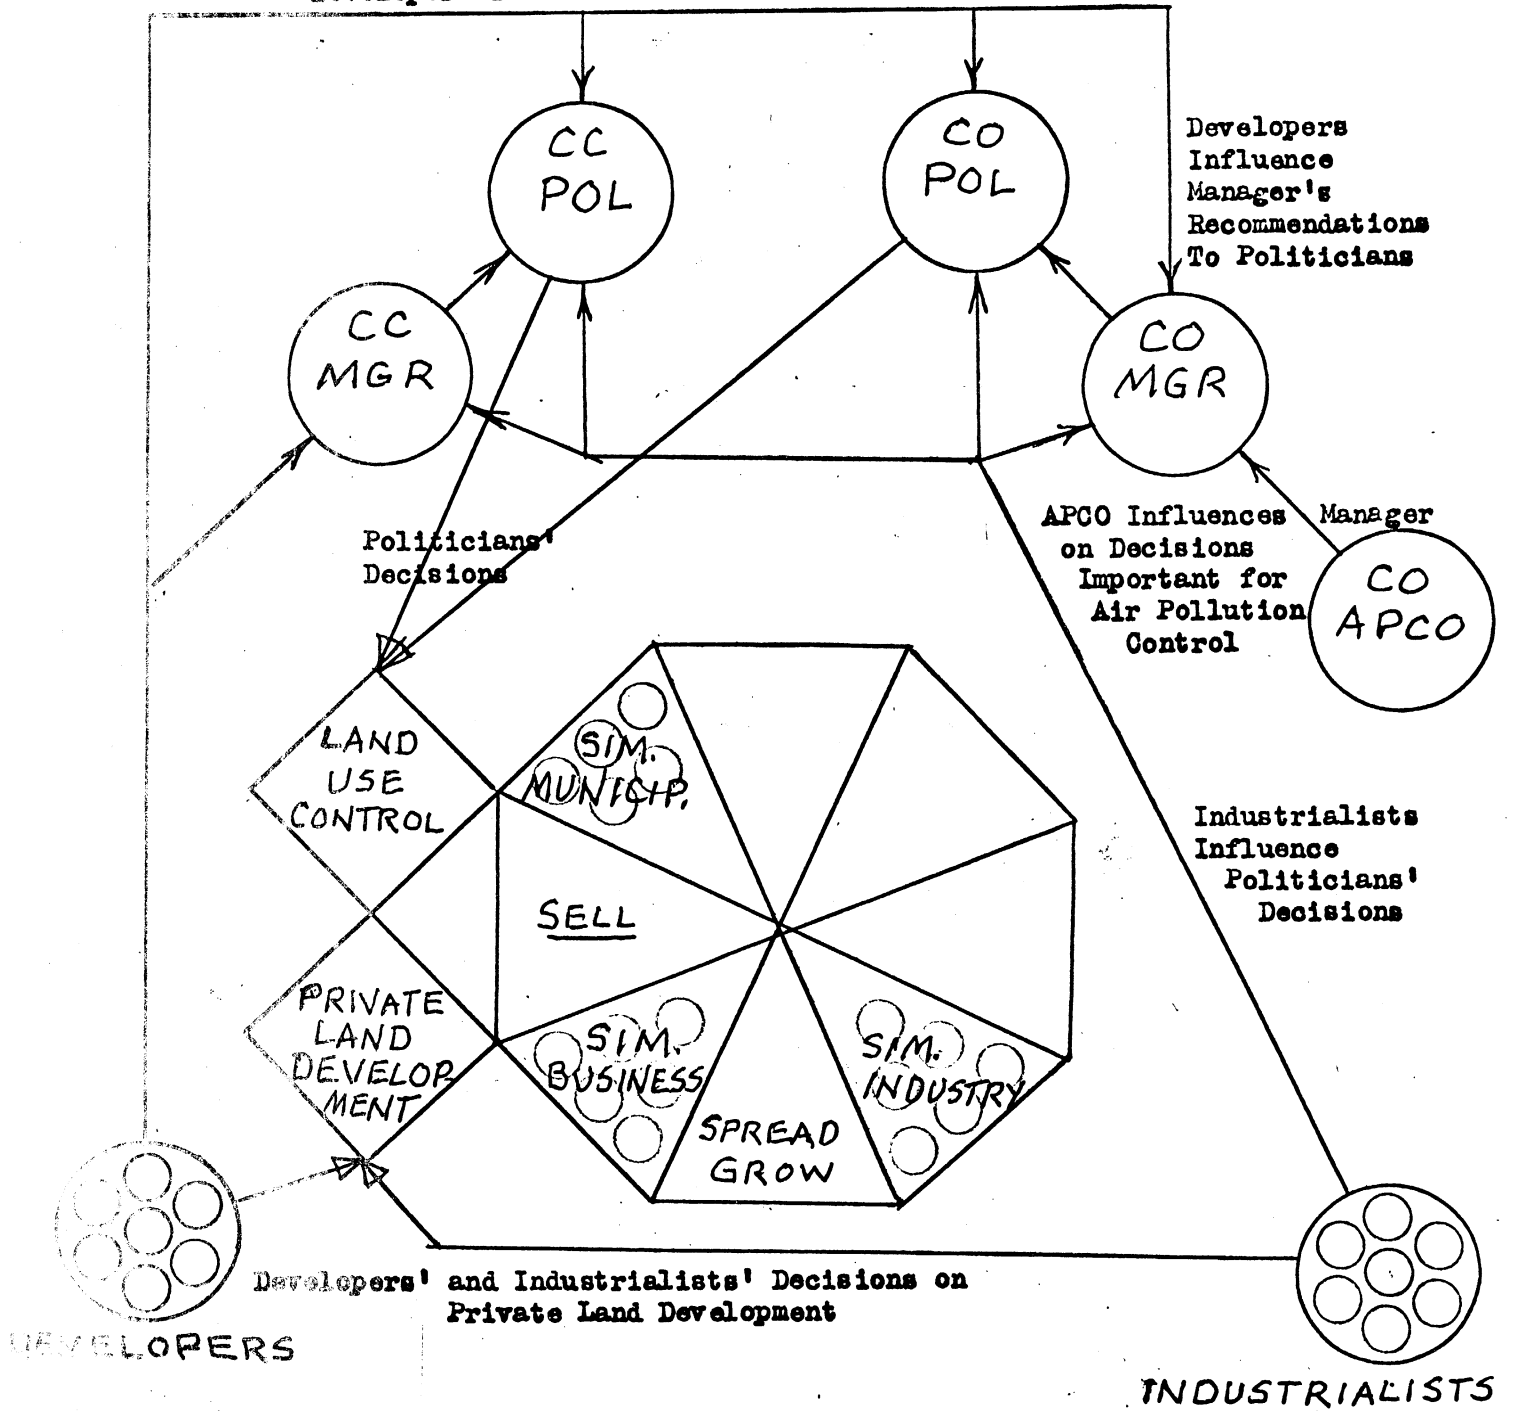 CC
POL
CO
POL
Developers
Influence
Manager's
Recommendations
To Politicians
CC
MGR
CO
MGR
Politicians'
Decisions
APCO Influences Manager
on Decisions
Important for
Air Pollution
Control
CO
APCO
LAND
USE
CONTROL
SIM.
MUNICIP.
Industrialists
Influence
Politicians'
Decisions
SELL
PRIVATE
LAND
DEVELOP-
MENT
SIM.
BUSINESS
SIM.
INDUSTRY
SPREAD
GROW
Developers' and Industrialists' Decisions on
Private Land Development
DEVELOPERS
INDUSTRIALISTS